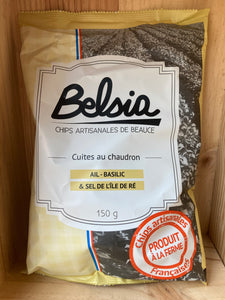 Belsia
CHIPS ARTISANALES DE BEAUCE
Cuites au chaudron
AIL - BASILIC
& SEL DE L'ÎLE DE RÉ
150 g
Chips artisanales
PRODUIT
À LA FERME
Françaises